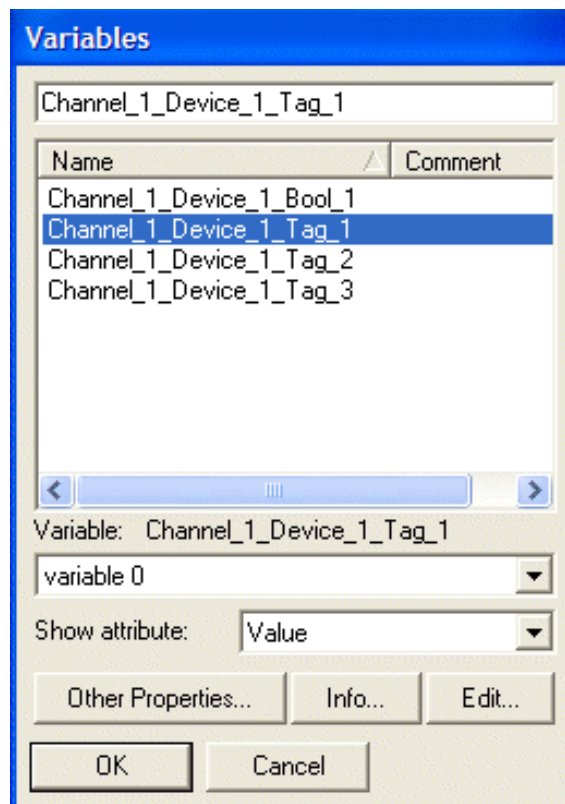 Variables
Channel_1_Device_1_Tag_1
Name Comment
Channel_1_Device_1_Bool_1
Channel_1_Device_1_Tag_1
Channel_1_Device_1_Tag_2
Channel_1_Device_1_Tag_3
Variable: Channel_1_Device_1_Tag_1
variable 0
Show attribute: Value
Other Properties... Info... Edit...
OK Cancel